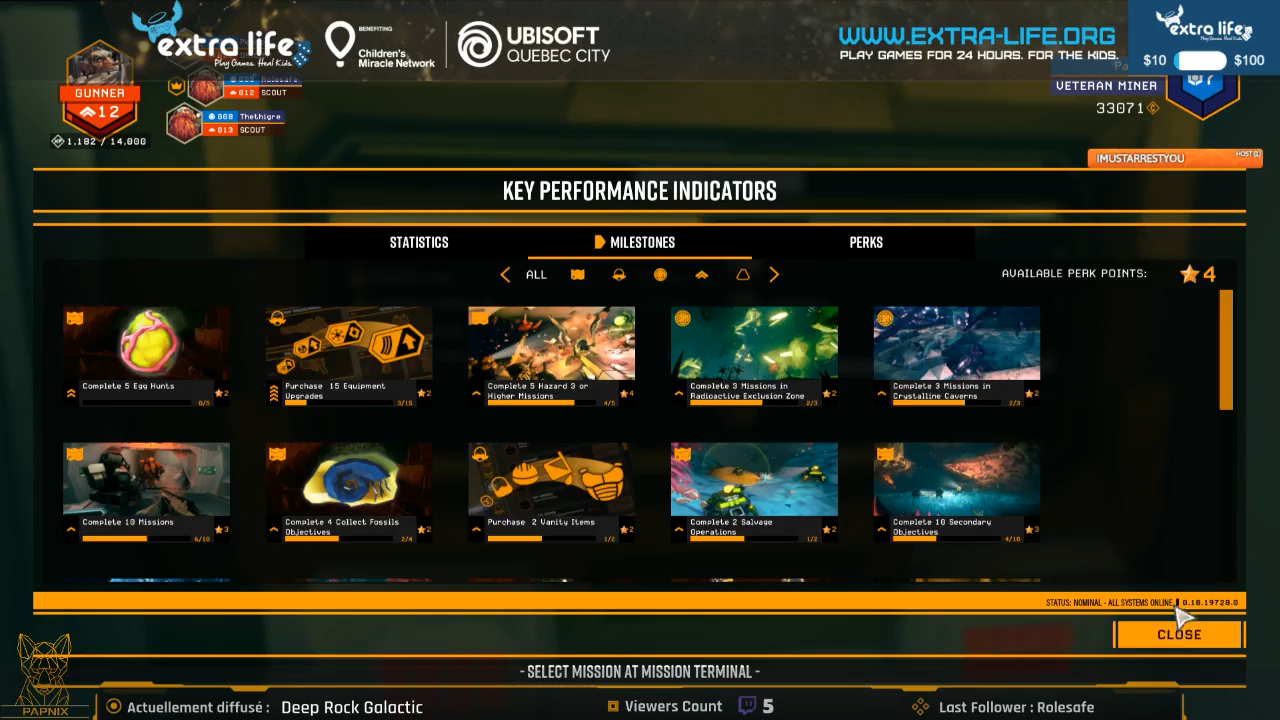 extra life
Play Games. Heal Kids.
BENEFITING
Children's
Miracle Network
UBISOFT
QUEBEC CITY
WWW.EXTRA-LIFE.ORG
PLAY GAMES FOR 24 HOURS. FOR THE KIDS.
extra life
Play Games. Heal Kids.
$10 $100
GUNNER
12
1,182 / 14,000
Rolesafe
012 SCOUT
008 Thethigre
013 SCOUT
VETERAN MINER
33071
7
IMUSTARRESTYOU
HOST (L)
KEY PERFORMANCE INDICATORS
STATISTICS MILESTONES PERKS
ALL
AVAILABLE PERK POINTS: 4
Complete 5 Egg Hunts
2
0/5
Purchase 15 Equipment
Upgrades
2
3/15
Complete 5 Hazard 3 or
Higher Missions
4
4/5
Complete 3 Missions in
Radioactive Exclusion Zone
2
2/3
Complete 3 Missions in
Crystalline Caverns
2
2/3
Complete 10 Missions
3
6/10
Complete 4 Collect Fossils
Objectives
2
2/4
Purchase 2 Vanity Items
2
1/2
Complete 2 Salvage
Operations
2
1/2
Complete 10 Secondary
Objectives
3
4/10
STATUS: NOMINAL - ALL SYSTEMS ONLINE 0.18.19728.0
CLOSE
- SELECT MISSION AT MISSION TERMINAL -
PAPNIX
Actuellement diffusé : Deep Rock Galactic
Viewers Count 5
Last Follower : Rolesafe